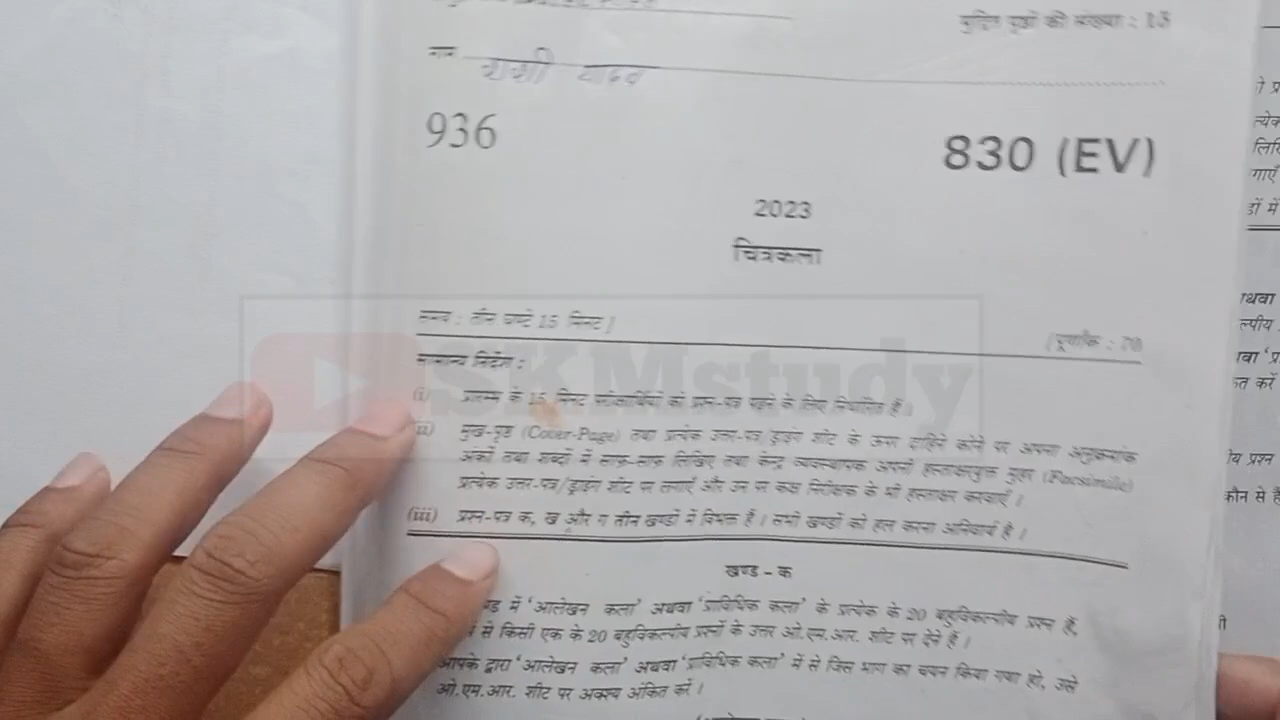 मुद्रित पृष्ठों की संख्या : 15
नाम
936
830 (EV)
2023
चित्रकला
समय : तीन घण्टे 15 मिनट ]
[ पूर्णांक : 70
सामान्य निर्देश :
SKMstudy
(i) प्रारम्भ के 15 मिनट परीक्षार्थियों को प्रश्न-पत्र पढ़ने के लिए निर्धारित हैं ।
(ii) मुख-पृष्ठ (Cover-Page) तथा प्रत्येक उत्तर-पत्र/ड्राइंग शीट के ऊपर दाहिने कोने पर अपना अनुक्रमांक
अंकों तथा शब्दों में साफ़-साफ़ लिखिए तथा केन्द्र व्यवस्थापक अपनी हस्ताक्षरयुक्त मुहर (Facsimile)
प्रत्येक उत्तर-पत्र/ड्राइंग शीट पर लगाएँ और उन पर कक्ष निरीक्षक के भी हस्ताक्षर करवाएँ ।
(iii) प्रश्न-पत्र क, ख और ग तीन खण्डों में विभक्त है । सभी खण्डों को हल करना अनिवार्य है ।
खण्ड – क
में 'आलेखन कला' अथवा 'प्राविधिक कला' के प्रत्येक के 20 बहुविकल्पीय प्रश्न हैं,
से किसी एक के 20 बहुविकल्पीय प्रश्नों के उत्तर ओ.एम.आर. शीट पर देने हैं ।
आपके द्वारा 'आलेखन कला' अथवा 'प्राविधिक कला' में से जिस भाग का चयन किया गया हो, उसे
ओ.एम.आर. शीट पर अवश्य अंकित करें ।